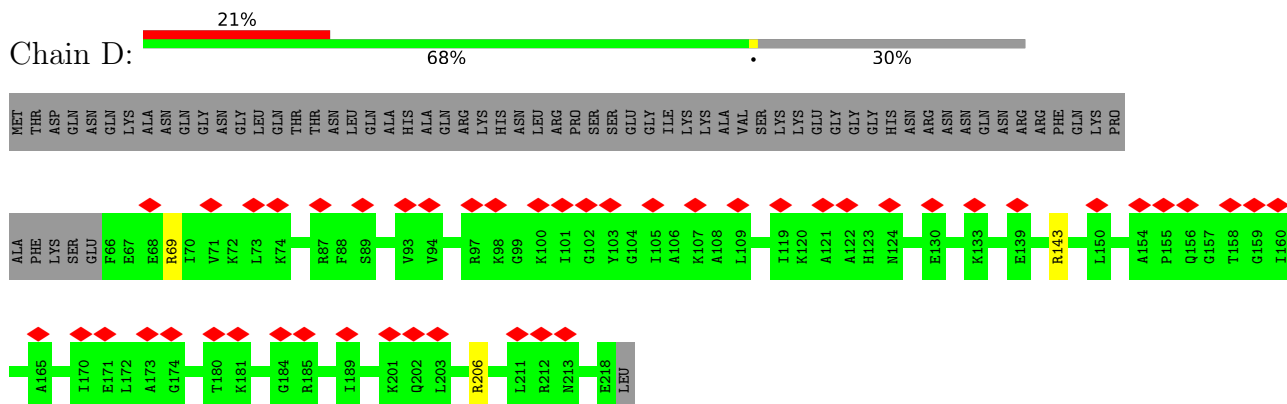 21%
Chain D:
68%
•
30%
MET THR ASP GLN ASN GLN LYS ALA ASN GLN GLY ASN GLY LEU GLN THR THR ASN LEU GLN ALA HIS ALA GLN ARG LYS HIS ASN LEU ARG PRO SER SER GLU GLY ILE LYS LYS ALA VAL SER LYS LYS GLU GLY GLY GLY HIS ASN ARG ASN ASN GLN ASN ARG ARG PHE GLN LYS PRO
ALA PHE LYS SER GLU F66 E67 E68 R69 I70 V71 K72 L73 K74 R87 F88 S89 V93 V94 R97 K98 G99 K100 I101 G102 Y103 G104 I105 A106 K107 A108 L109 I119 K120 A121 A122 H123 N124 E130 K133 E139 R143 L150 A154 P155 Q156 G157 T158 G159 I160
A165 I170 E171 L172 A173 G174 T180 K181 G184 R185 I189 K201 Q202 L203 R206 L211 R212 N213 E218 LEU